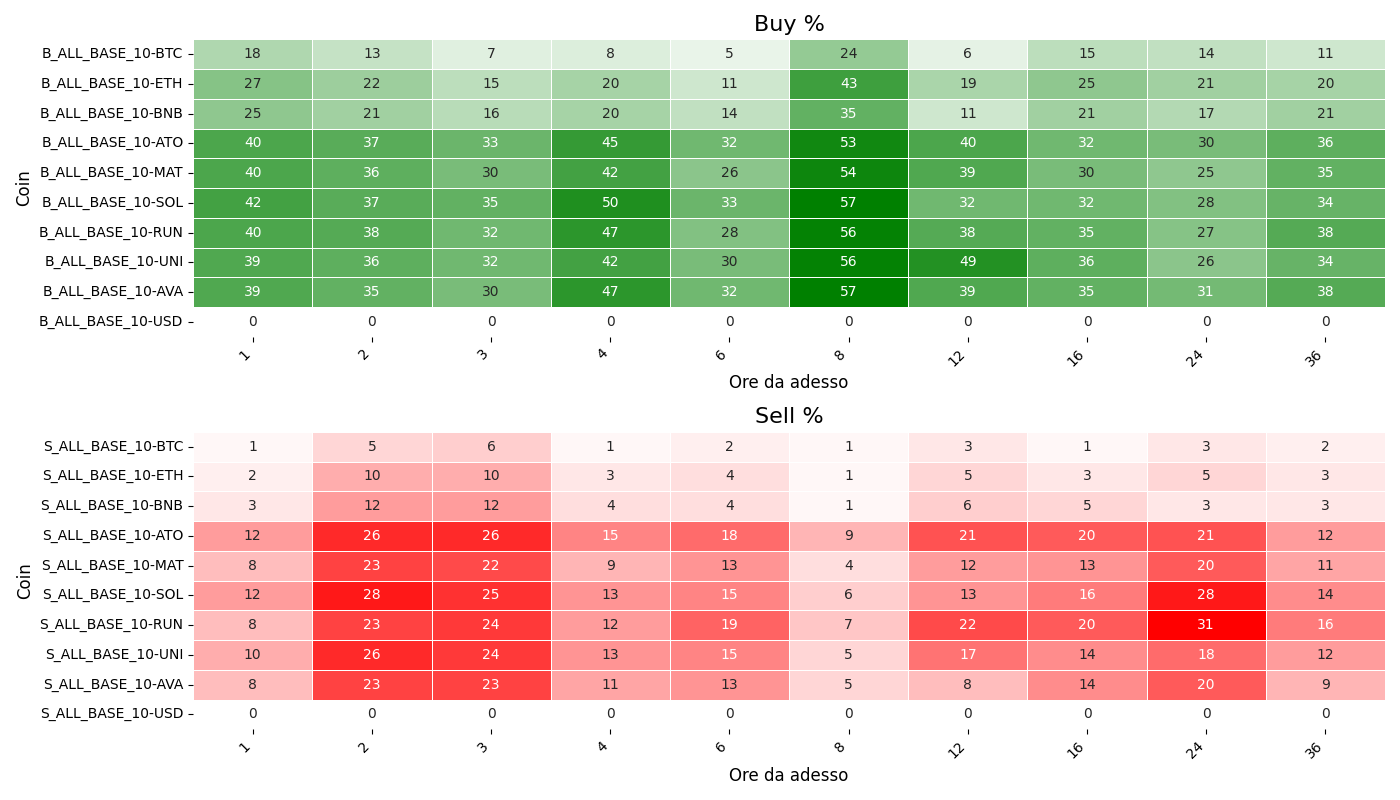 Buy %
Coin
B_ALL_BASE_10-BTC 18 13 7 8 5 24 6 15 14 11
B_ALL_BASE_10-ETH 27 22 15 20 11 43 19 25 21 20
B_ALL_BASE_10-BNB 25 21 16 20 14 35 11 21 17 21
B_ALL_BASE_10-ATO 40 37 33 45 32 53 40 32 30 36
B_ALL_BASE_10-MAT 40 36 30 42 26 54 39 30 25 35
B_ALL_BASE_10-SOL 42 37 35 50 33 57 32 32 28 34
B_ALL_BASE_10-RUN 40 38 32 47 28 56 38 35 27 38
B_ALL_BASE_10-UNI 39 36 32 42 30 56 49 36 26 34
B_ALL_BASE_10-AVA 39 35 30 47 32 57 39 35 31 38
B_ALL_BASE_10-USD 0 0 0 0 0 0 0 0 0 0
1 2 3 4 6 8 12 16 24 36
Ore da adesso
Sell %
Coin
S_ALL_BASE_10-BTC 1 5 6 1 2 1 3 1 3 2
S_ALL_BASE_10-ETH 2 10 10 3 4 1 5 3 5 3
S_ALL_BASE_10-BNB 3 12 12 4 4 1 6 5 3 3
S_ALL_BASE_10-ATO 12 26 26 15 18 9 21 20 21 12
S_ALL_BASE_10-MAT 8 23 22 9 13 4 12 13 20 11
S_ALL_BASE_10-SOL 12 28 25 13 15 6 13 16 28 14
S_ALL_BASE_10-RUN 8 23 24 12 19 7 22 20 31 16
S_ALL_BASE_10-UNI 10 26 24 13 15 5 17 14 18 12
S_ALL_BASE_10-AVA 8 23 23 11 13 5 8 14 20 9
S_ALL_BASE_10-USD 0 0 0 0 0 0 0 0 0 0
1 2 3 4 6 8 12 16 24 36
Ore da adesso